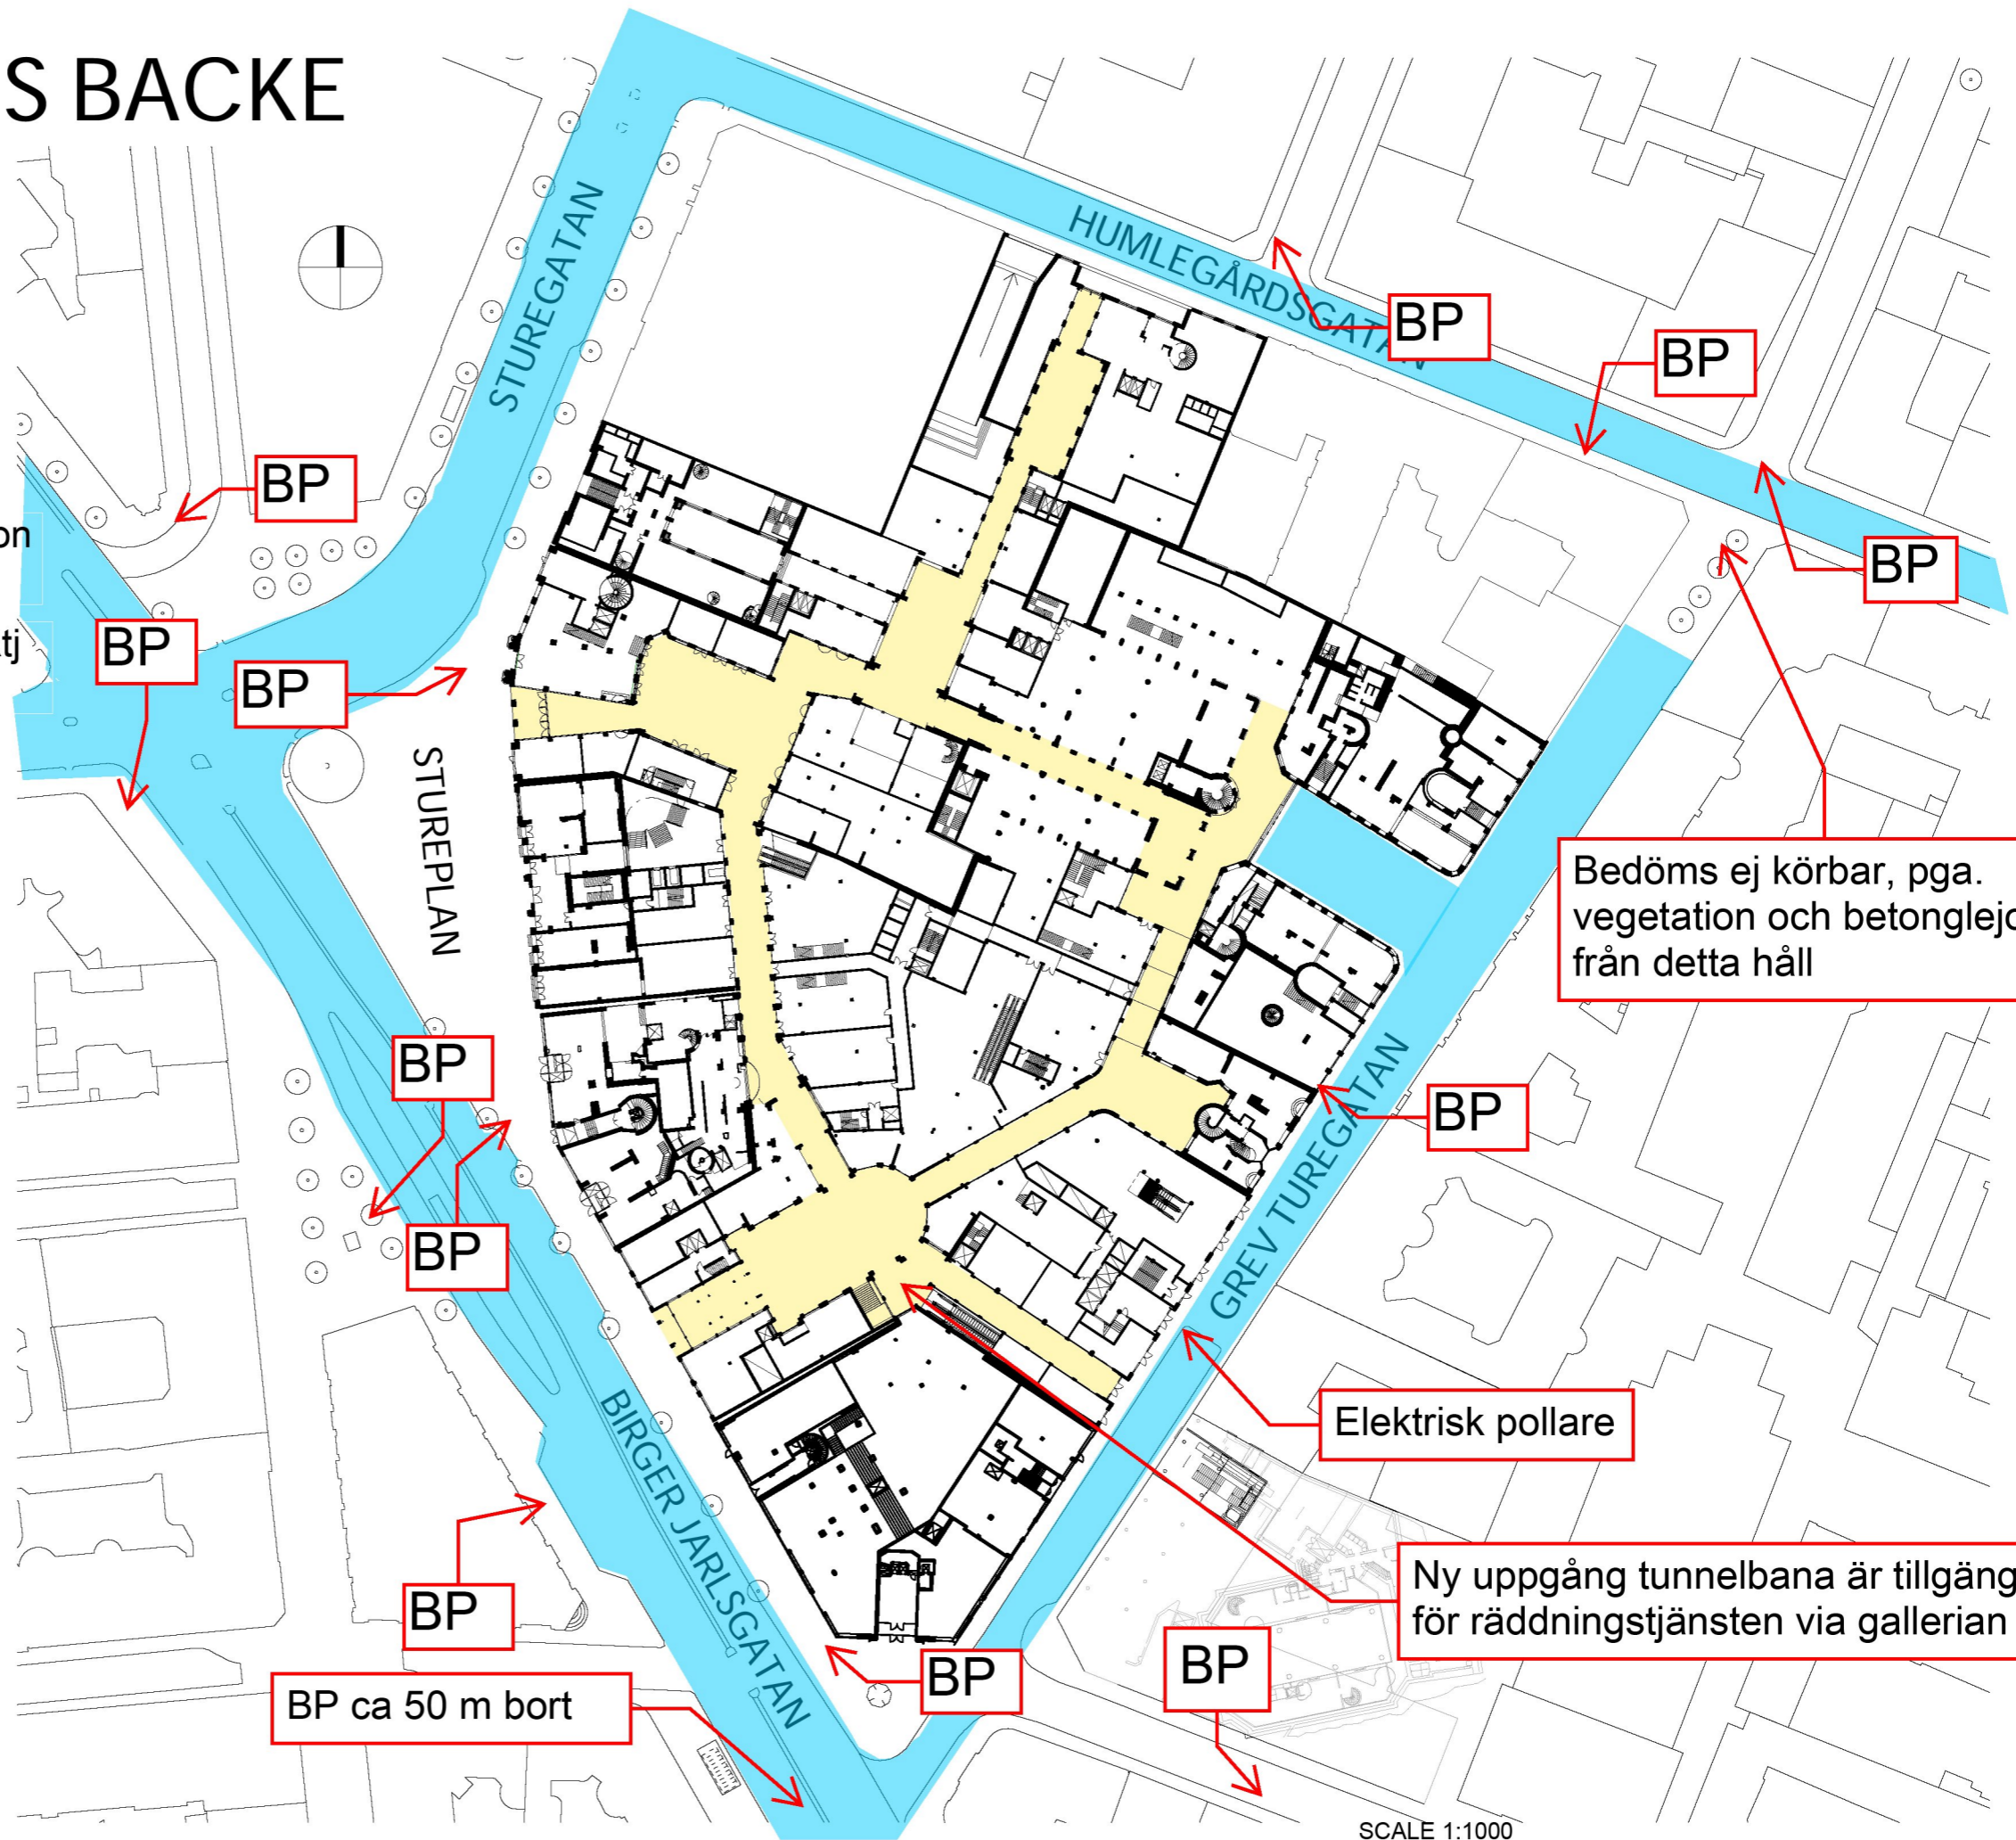 S BACKE
STUREGATAN
HUMLEGÅRDSGATAN
BP
BP
BP
on
BP
BP
tj
BP
STUREPLAN
Bedöms ej körbar, pga.
vegetation och betonglejo
från detta håll
BP
BP
BP
GREV TUREGATAN
BIRGER JARLSGATAN
Elektrisk pollare
Ny uppgång tunnelbana är tillgäng
för räddningstjänsten via gallerian
BP
BP
BP
BP ca 50 m bort
SCALE 1:1000